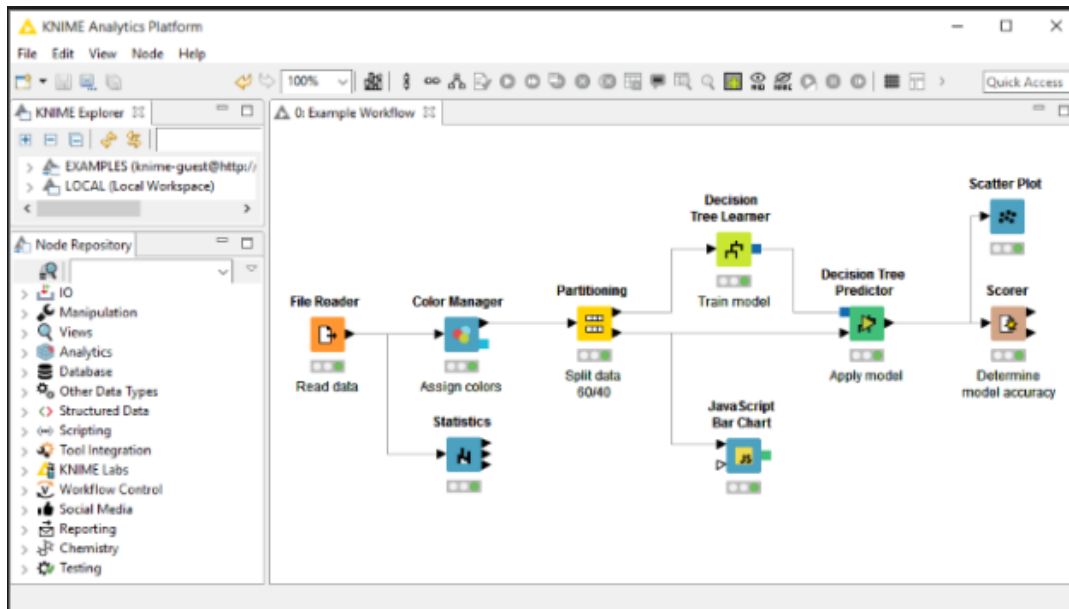 KNIME Analytics Platform
File Edit View Node Help
100%
Quick Access
KNIME Explorer
0: Example Workflow
EXAMPLES (knime-guest@http:/
LOCAL (Local Workspace)
Node Repository
IO
Manipulation
Views
Analytics
Database
Other Data Types
Structured Data
Scripting
Tool Integration
KNIME Labs
Workflow Control
Social Media
Reporting
Chemistry
Testing
File Reader
Read data
Color Manager
Assign colors
Statistics
Partitioning
Split data
60/40
Decision
Tree Learner
Train model
JavaScript
Bar Chart
JS
Decision Tree
Predictor
Apply model
Scatter Plot
Scorer
Determine
model accuracy